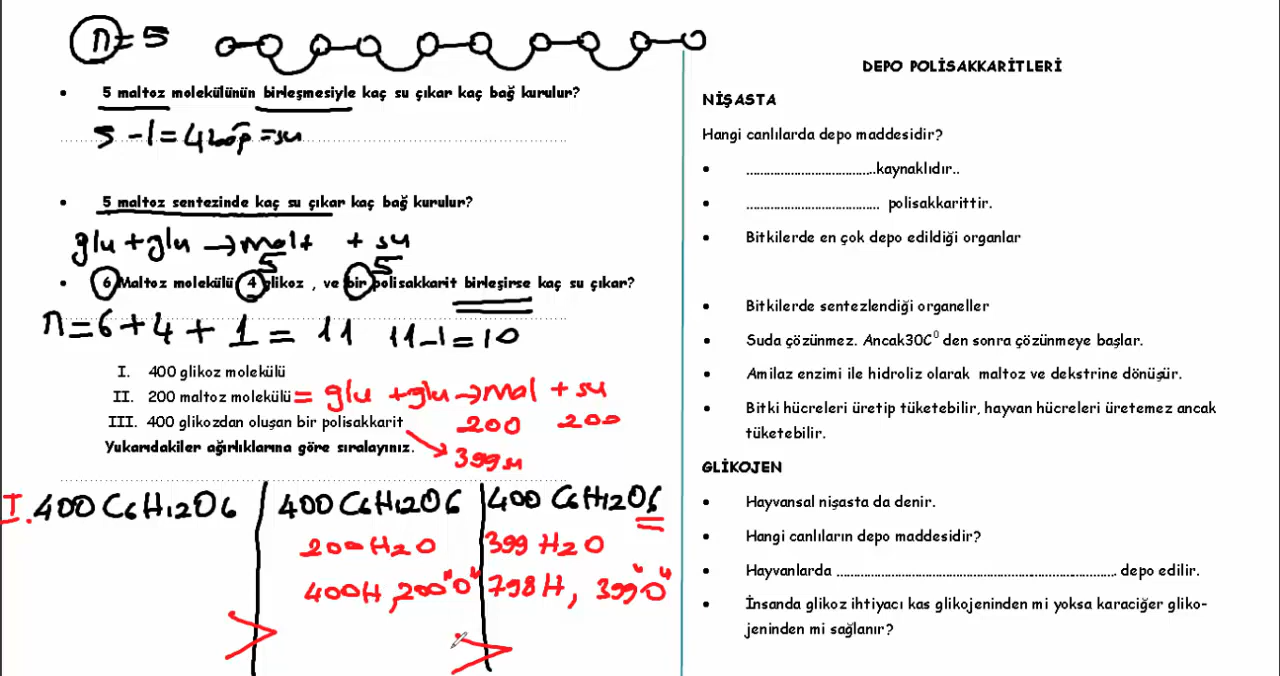 n = 5
• 5 maltoz molekülünün birleşmesiyle kaç su çıkar kaç bağ kurulur?
5 - 1 = 4 = su
• 5 maltoz sentezinde kaç su çıkar kaç bağ kurulur?
glu + glu → malt + su
5 5
• 6 Maltoz molekülü 4 glikoz , ve bir polisakkarit birleşirse kaç su çıkar?
n = 6 + 4 + 1 = 11 11 - 1 = 10
I. 400 glikoz molekülü
II. 200 maltoz molekülü = glu + glu → mal + su
III. 400 glikozdan oluşan bir polisakkarit 200 200
Yukarıdakiler ağırlıklarına göre sıralayınız. 399 su
I. 400 C6H12O6 400 C6H12O6 400 C6H12O6
200 H2O 399 H2O
400H, 200"O" 798H, 399"O"
> >
DEPO POLİSAKKARİTLERİ
NİŞASTA
Hangi canlılarda depo maddesidir?
• ......................................kaynaklıdır..
• ....................................... polisakkarittir.
• Bitkilerde en çok depo edildiği organlar
• Bitkilerde sentezlendiği organeller
• Suda çözünmez. Ancak30C⁰ den sonra çözünmeye başlar.
• Amilaz enzimi ile hidroliz olarak maltoz ve dekstrine dönüşür.
• Bitki hücreleri üretip tüketebilir, hayvan hücreleri üretemez ancak
tüketebilir.
GLİKOJEN
• Hayvansal nişasta da denir.
• Hangi canlıların depo maddesidir?
• Hayvanlarda ................................................................................. depo edilir.
• İnsanda glikoz ihtiyacı kas glikojeninden mi yoksa karaciğer gliko-
jeninden mi sağlanır?